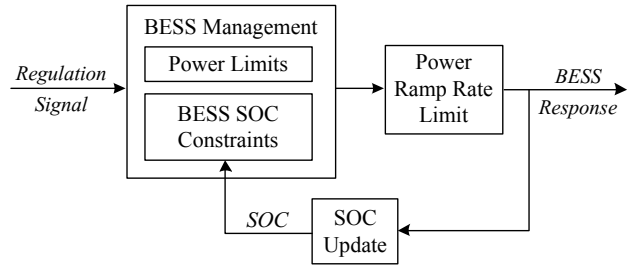 BESS Management
Power Limits
BESS SOC
Constraints
Regulation
Signal
Power
Ramp Rate
Limit
BESS
Response
SOC
SOC
Update